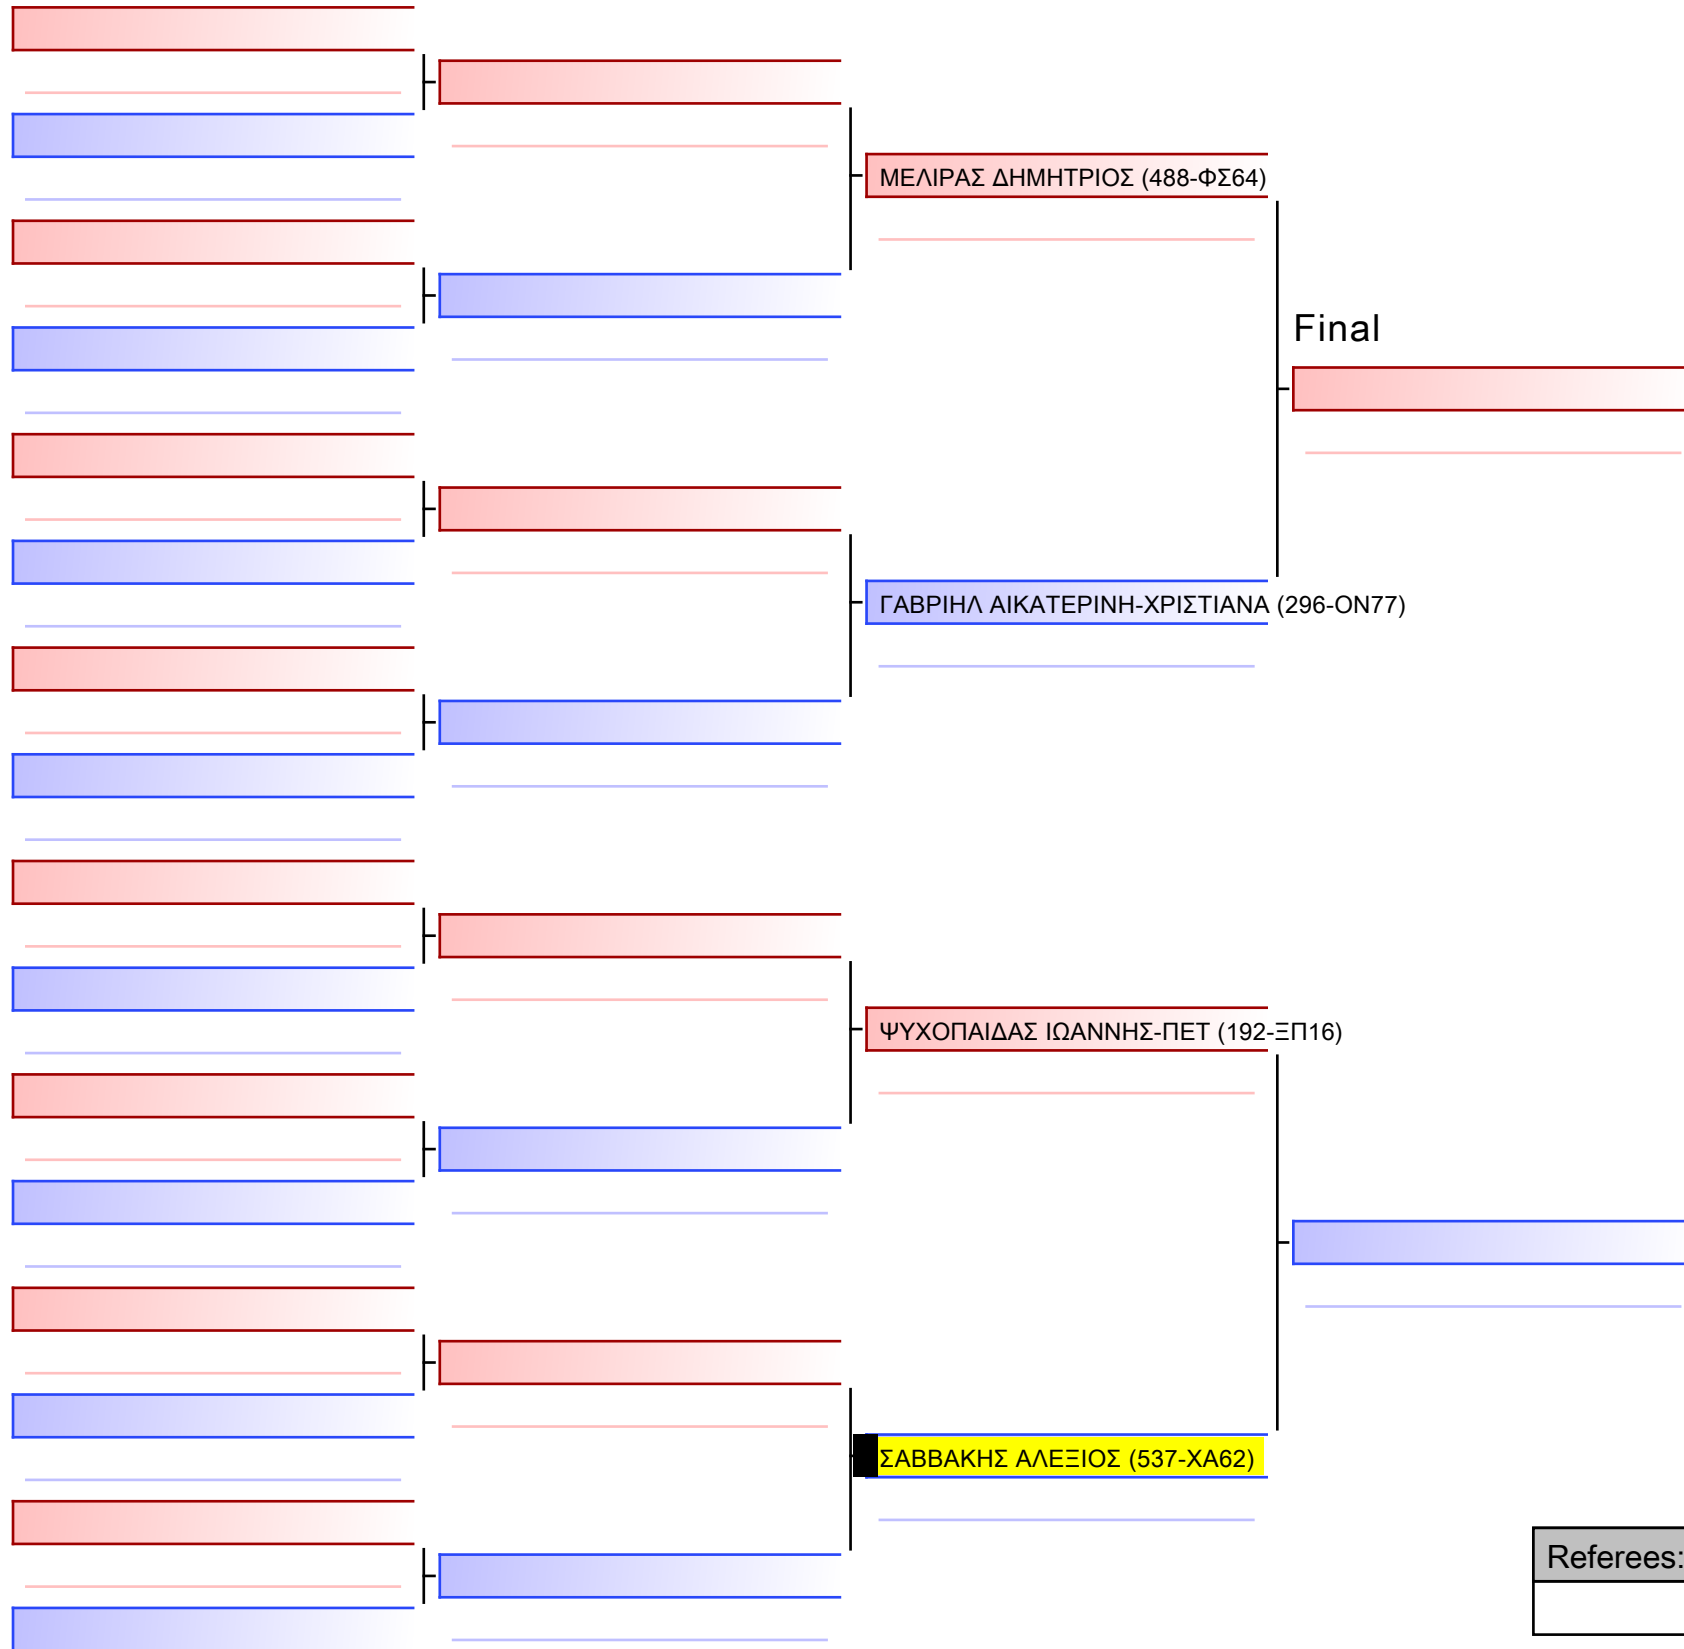 ΜΕΛΙΡΑΣ ΔΗΜΗΤΡΙΟΣ (488-ΦΣ64)
Final
ΓΑΒΡΙΗΛ ΑΙΚΑΤΕΡΙΝΗ-ΧΡΙΣΤΙΑΝΑ (296-ΟΝ77)
ΨΥΧΟΠΑΙΔΑΣ ΙΩΑΝΝΗΣ-ΠΕΤ (192-ΞΠ16)
ΣΑΒΒΑΚΗΣ ΑΛΕΞΙΟΣ (537-ΧΑ62)
Referees: